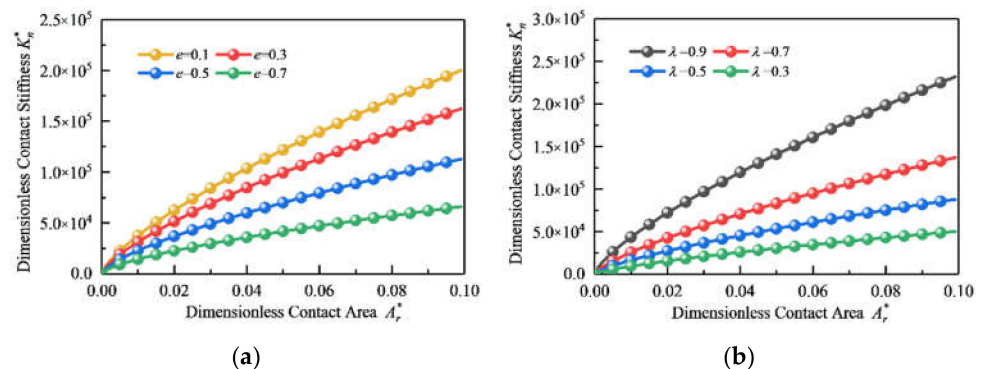 2.5×10⁵
2.0×10⁵
1.5×10⁵
1.0×10⁵
5.0×10⁴
0.0
Dimensionless Contact Stiffness Kₙ*
e=0.1 e=0.3
e=0.5 e=0.7
0.00 0.02 0.04 0.06 0.08 0.10
Dimensionless Contact Area Aᵣ*
(a)
3.0×10⁵
2.5×10⁵
2.0×10⁵
1.5×10⁵
1.0×10⁵
5.0×10⁴
0.0
Dimensionless Contact Stiffness Kₙ*
λ=0.9 λ=0.7
λ=0.5 λ=0.3
0.00 0.02 0.04 0.06 0.08 0.10
Dimensionless Contact Area Aᵣ*
(b)